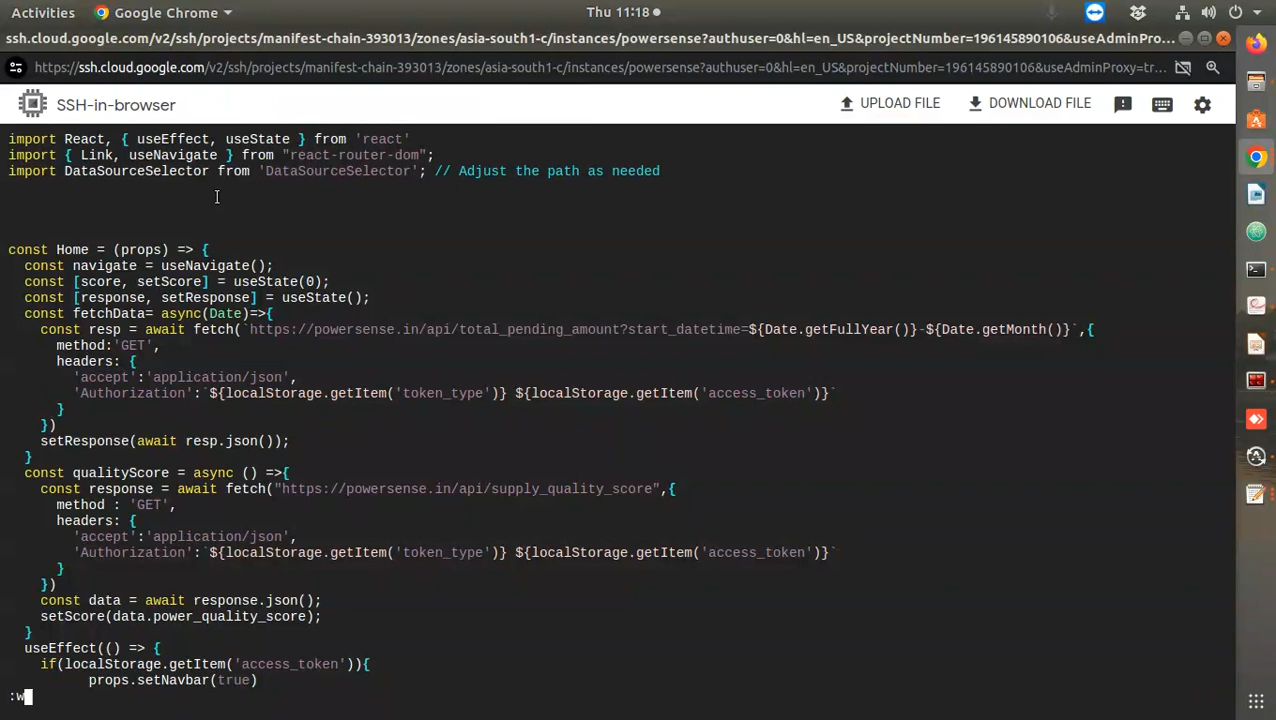 Activities Google Chrome Thu 11:18
ssh.cloud.google.com/v2/ssh/projects/manifest-chain-393013/zones/asia-south1-c/instances/powersense?authuser=0&hl=en_US&projectNumber=196145890106&useAdminPro...
https://ssh.cloud.google.com/v2/ssh/projects/manifest-chain-393013/zones/asia-south1-c/instances/powersense?authuser=0&hl=en_US&projectNumber=196145890106&useAdminProxy=tr...
SSH-in-browser UPLOAD FILE DOWNLOAD FILE
import React, { useEffect, useState } from 'react'
import { Link, useNavigate } from "react-router-dom";
import DataSourceSelector from 'DataSourceSelector'; // Adjust the path as needed
const Home = (props) => {
const navigate = useNavigate();
const [score, setScore] = useState(0);
const [response, setResponse] = useState();
const fetchData= async(Date)=>{
const resp = await fetch(`https://powersense.in/api/total_pending_amount?start_datetime=${Date.getFullYear()}-${Date.getMonth()}`,{
method:'GET',
headers: {
'accept':'application/json',
'Authorization':`${localStorage.getItem('token_type')} ${localStorage.getItem('access_token')}`
}
})
setResponse(await resp.json());
}
const qualityScore = async () =>{
const response = await fetch("https://powersense.in/api/supply_quality_score",{
method : 'GET',
headers: {
'accept':'application/json',
'Authorization':`${localStorage.getItem('token_type')} ${localStorage.getItem('access_token')}`
}
})
const data = await response.json();
setScore(data.power_quality_score);
}
useEffect(() => {
if(localStorage.getItem('access_token')){
props.setNavbar(true)
:w